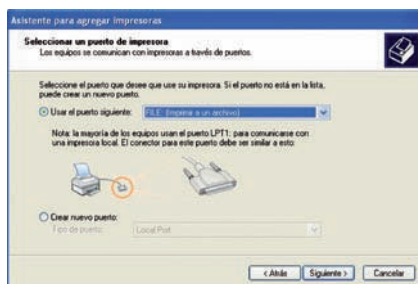 Asistente para agregar impresoras
Seleccionar un puerto de impresora
Los equipos se comunican con impresoras a través de puertos.
Seleccione el puerto que desee que use su impresora. Si el puerto no está en la lista,
puede crear un nuevo puerto.
Usar el puerto siguiente: FILE: (Imprimir a un archivo)
Nota: la mayoría de los equipos usan el puerto LPT1: para comunicarse con
una impresora local. El conector para este puerto debe ser similar a esto:
Crear nuevo puerto:
Tipo de puerto: Local Port
< Atrás Siguiente > Cancelar